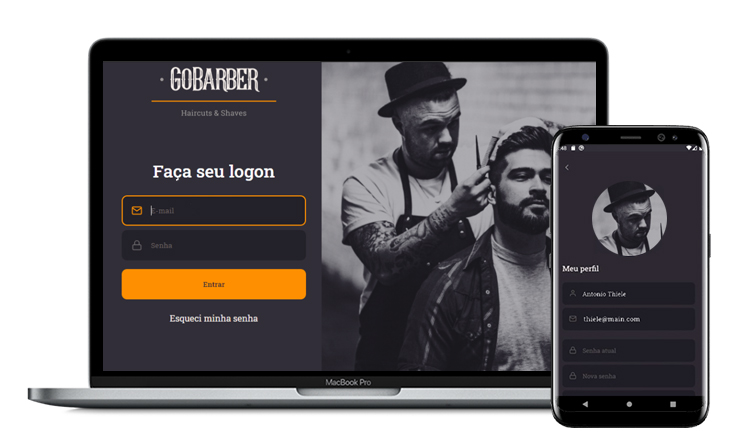 GOBARBER
Haircuts & Shaves
Faça seu logon
E-mail
Senha
Entrar
Esqueci minha senha
MacBook Pro
Meu perfil
Antonio Thiele
thiele@main.com
Senha atual
Nova senha